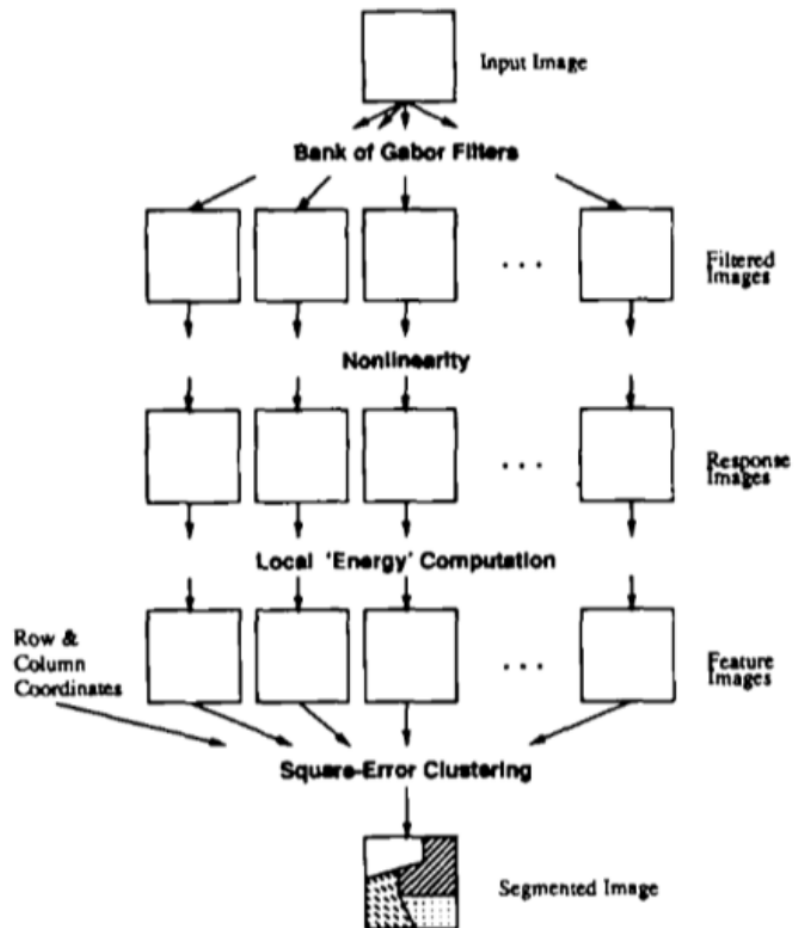 Input Image
Bank of Gabor Filters
Filtered
Images
Nonlinearity
Response
Images
Local 'Energy' Computation
Row &
Column
Coordinates
Feature
Images
Square-Error Clustering
Segmented Image